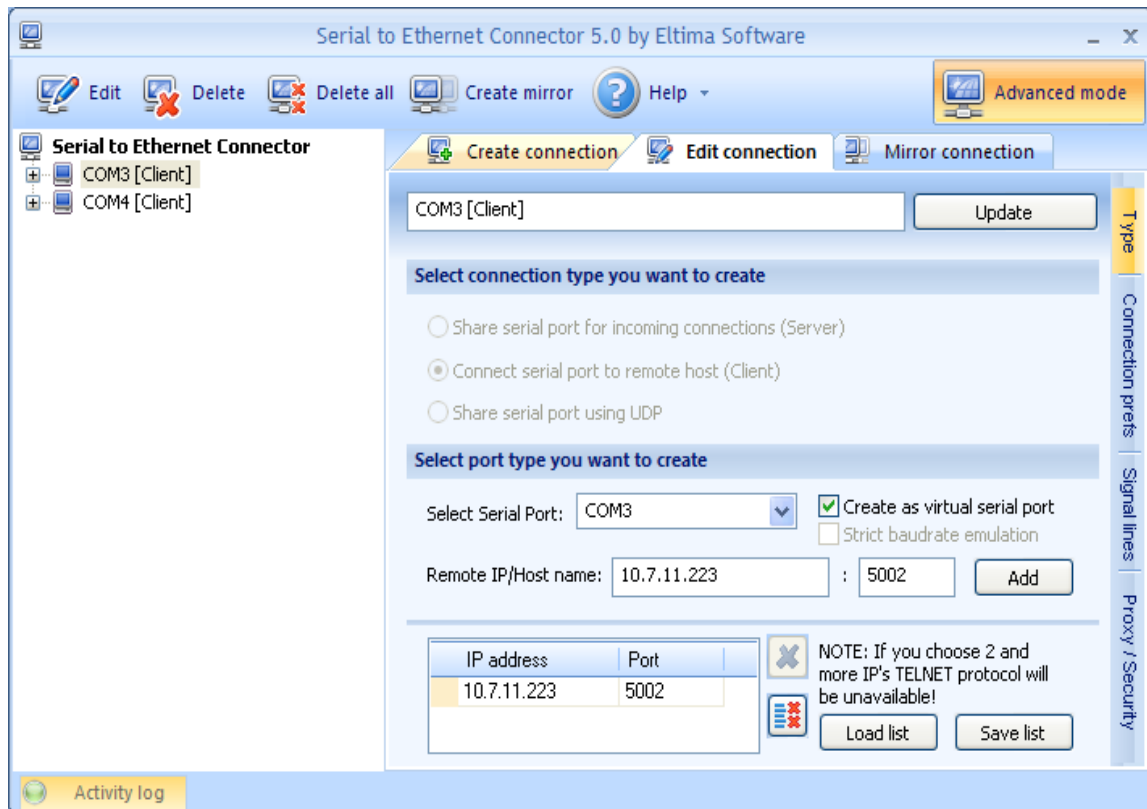 Serial to Ethernet Connector 5.0 by Eltima Software
Edit Delete Delete all Create mirror ? Help Advanced mode
Serial to Ethernet Connector
COM3 [Client]
COM4 [Client]
Create connection Edit connection Mirror connection
COM3 [Client] Update
Select connection type you want to create
Share serial port for incoming connections (Server)
Connect serial port to remote host (Client)
Share serial port using UDP
Select port type you want to create
Select Serial Port: COM3 Create as virtual serial port
Strict baudrate emulation
Remote IP/Host name: 10.7.11.223 : 5002 Add
IP address Port
10.7.11.223 5002
NOTE: If you choose 2 and
more IP's TELNET protocol will
be unavailable!
Load list Save list
Type
Connection prefs
Signal lines
Proxy / Security
Activity log